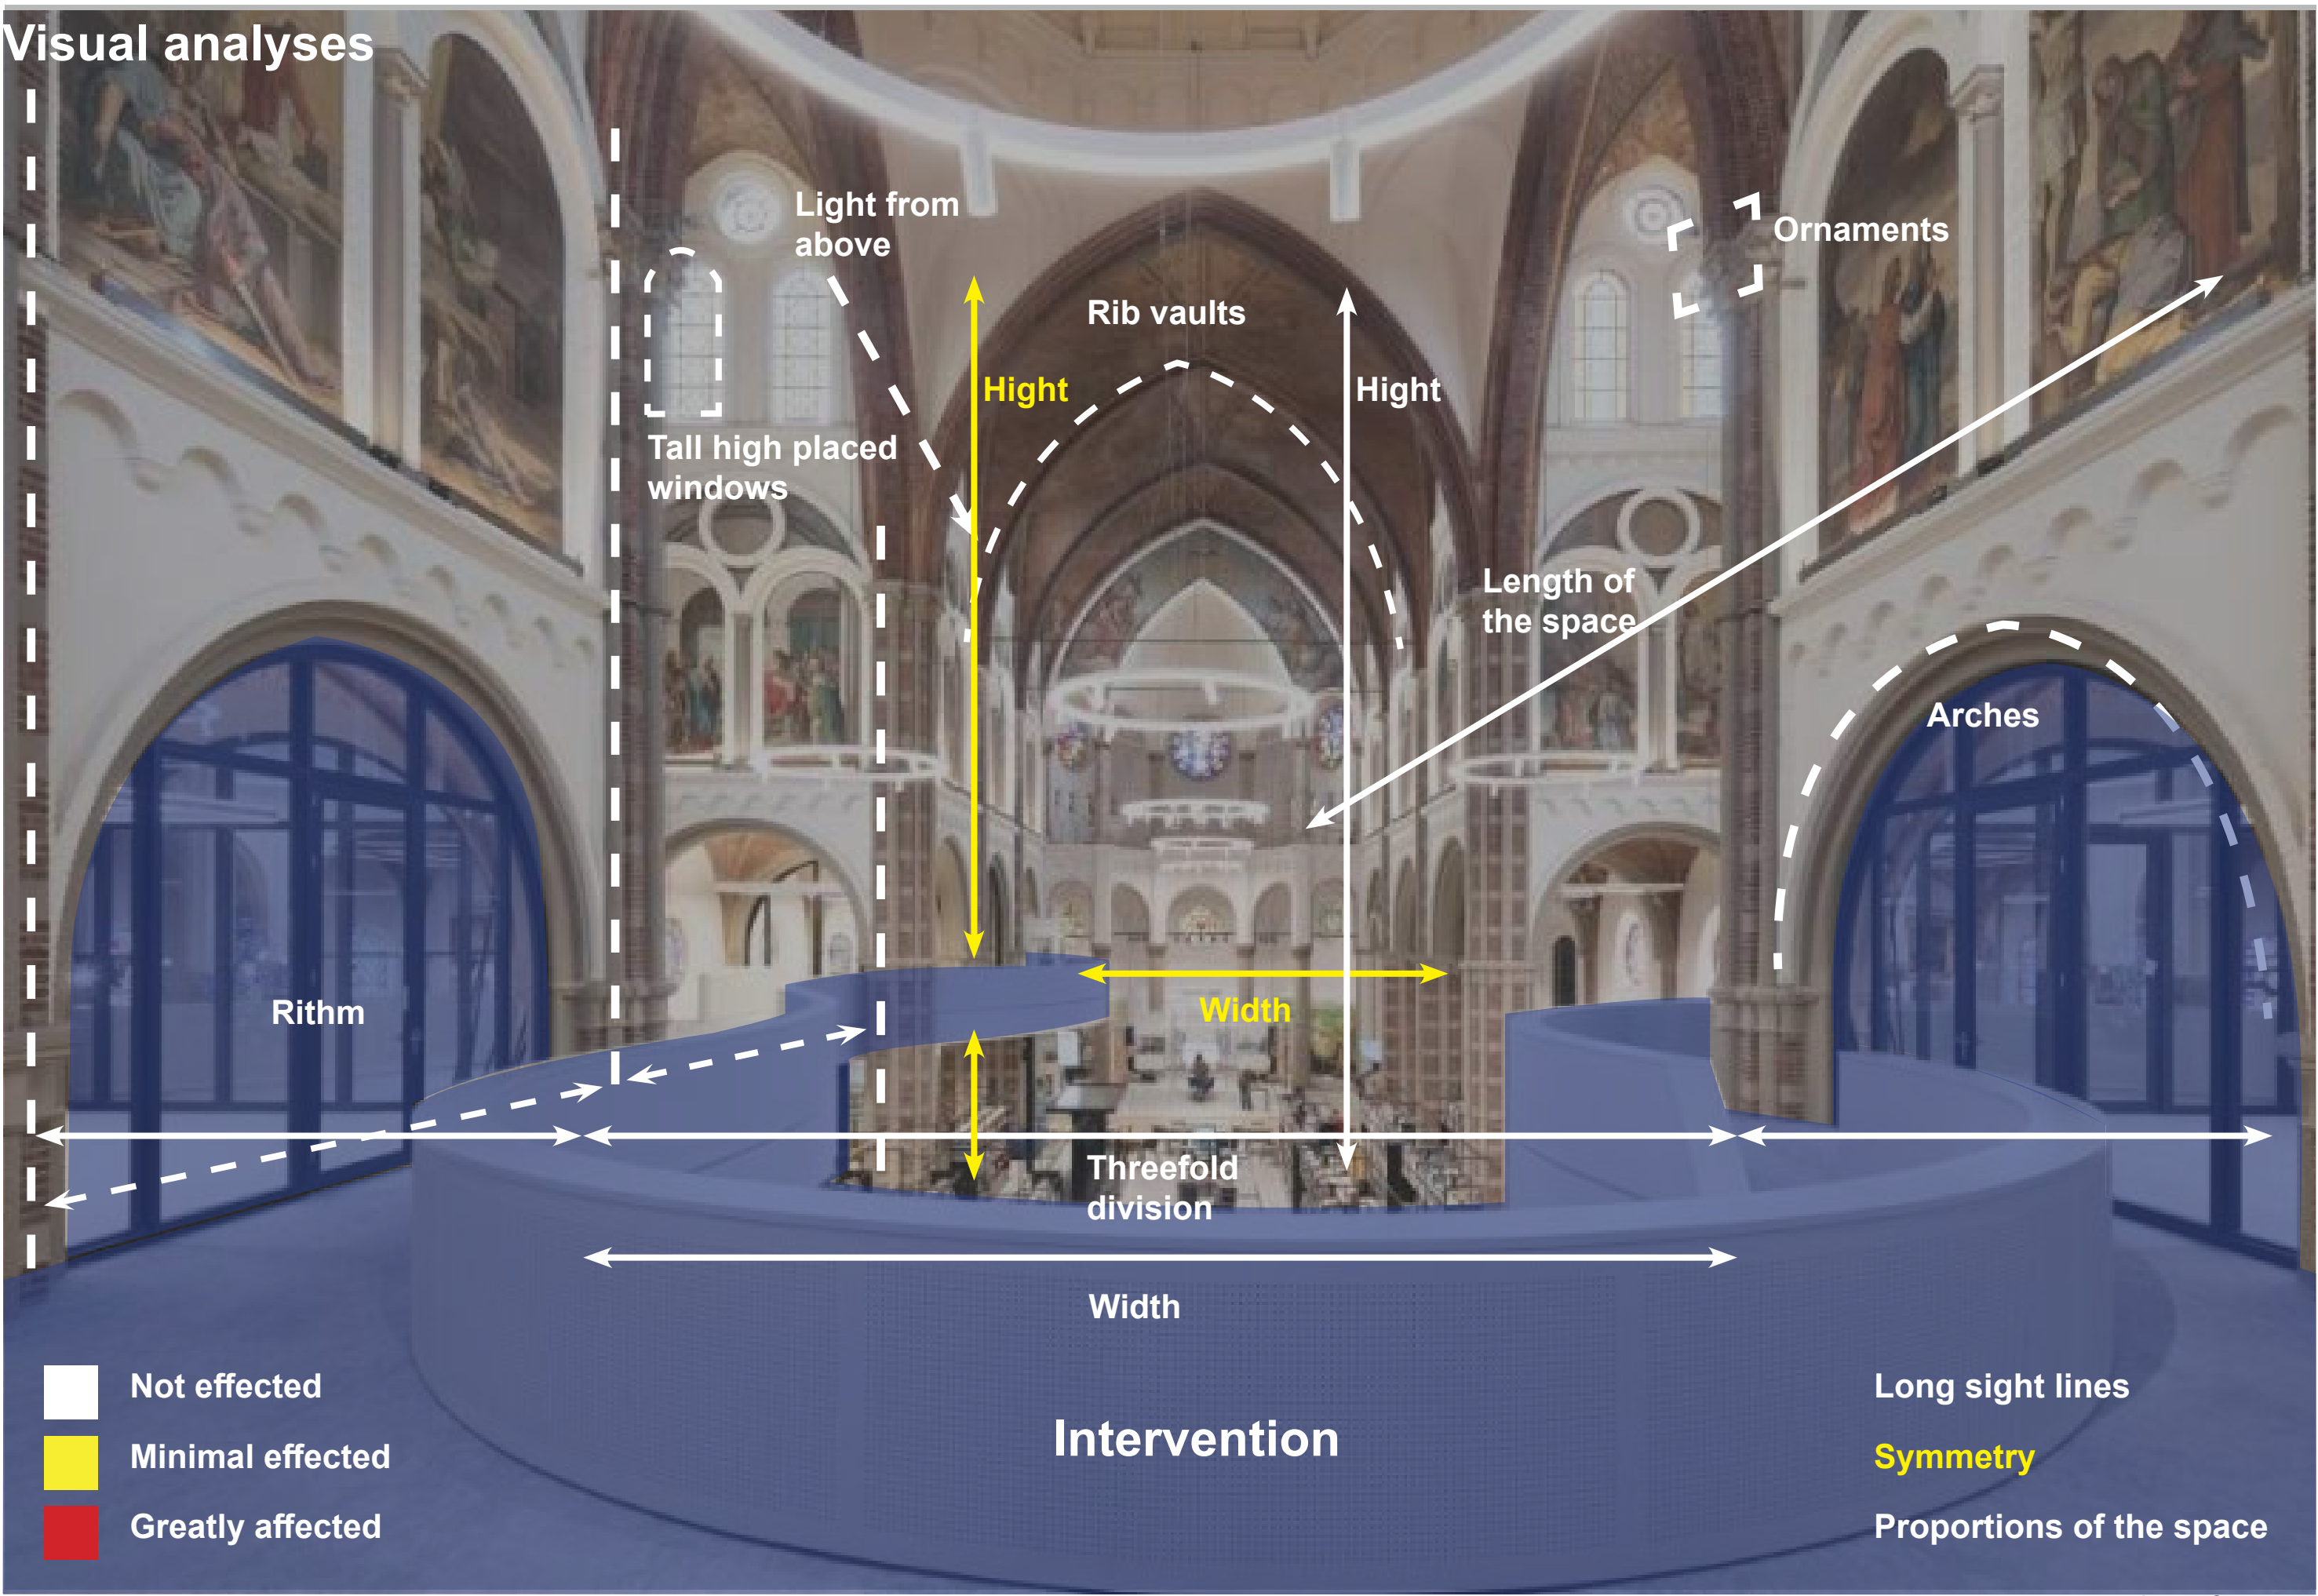 Visual analyses
Light from
above
Ornaments
Rib vaults
Hight
Hight
Tall high placed
windows
Length of
the space
Arches
Rithm
Width
Threefold
division
Width
Not effected
Minimal effected
Greatly affected
Intervention
Long sight lines
Symmetry
Proportions of the space